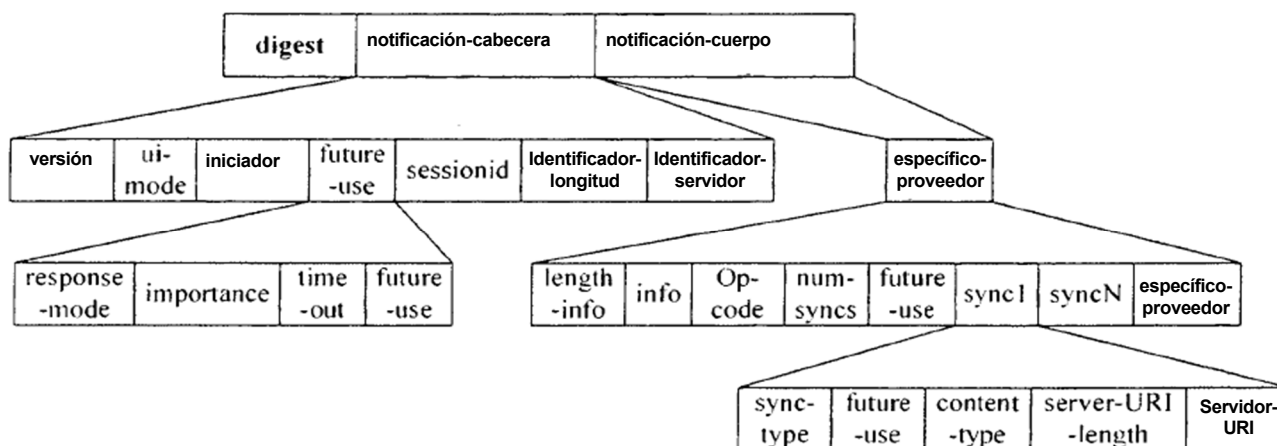 digest notificación-cabecera notificación-cuerpo
versión ui-mode iniciador future-use sessionid Identificador-longitud Identificador-servidor específico-proveedor
response-mode importance time-out future-use length-info info Op-code num-syncs future-use sync1 syncN específico-proveedor
sync-type future-use content-type server-URI-length Servidor-URI